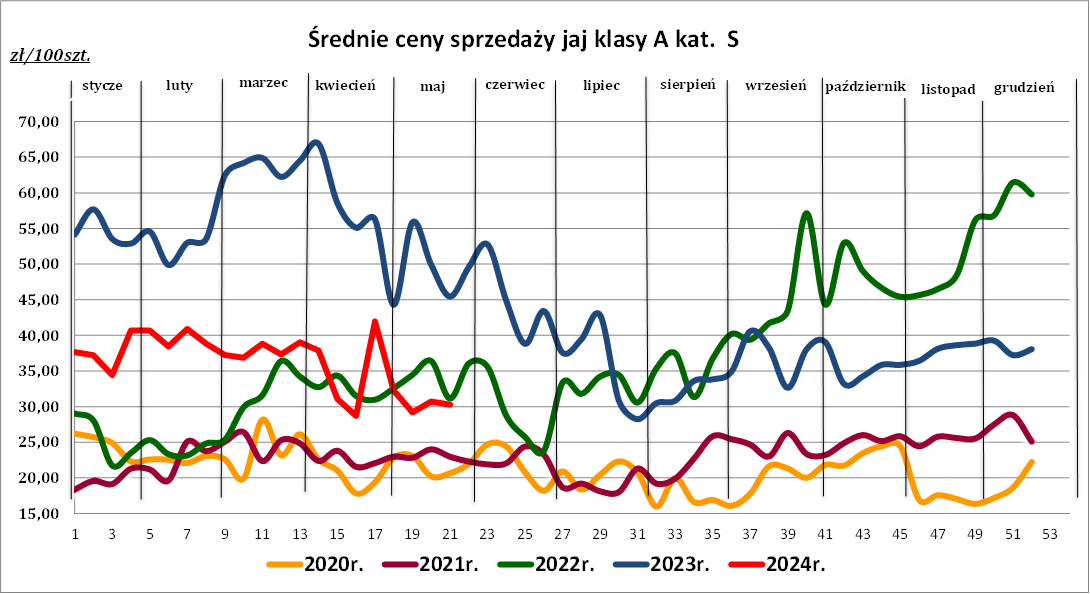 Średnie ceny sprzedaży jaj klasy A kat. S
zł/100szt.
stycze luty marzec kwiecień maj czerwiec lipiec sierpień wrzesień październik listopad grudzień
70,00
65,00
60,00
55,00
50,00
45,00
40,00
35,00
30,00
25,00
20,00
15,00
1 3 5 7 9 11 13 15 17 19 21 23 25 27 29 31 33 35 37 39 41 43 45 47 49 51 53
2020r. 2021r. 2022r. 2023r. 2024r.